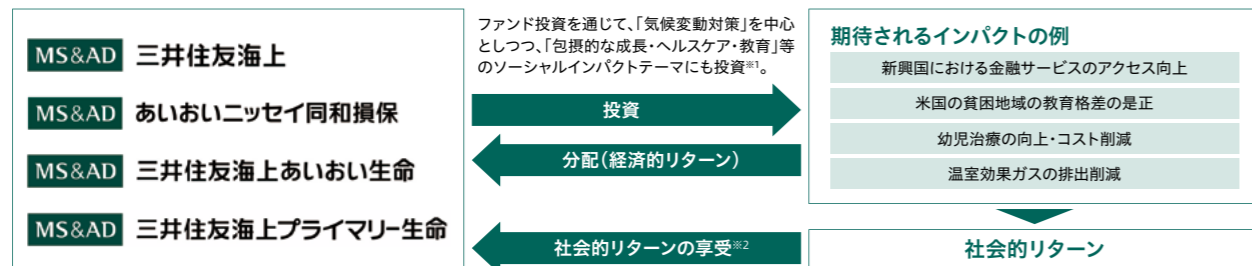 MS&AD 三井住友海上
MS&AD あいおいニッセイ同和損保
MS&AD 三井住友海上あいおい生命
MS&AD 三井住友海上プライマリー生命
ファンド投資を通じて、「気候変動対策」を中心
としつつ、「包摂的な成長・ヘルスケア・教育」等
のソーシャルインパクトテーマにも投資※1。
投資
分配(経済的リターン)
社会的リターンの享受※2
期待されるインパクトの例
新興国における金融サービスのアクセス向上
米国の貧困地域の教育格差の是正
幼児治療の向上・コスト削減
温室効果ガスの排出削減
社会的リターン